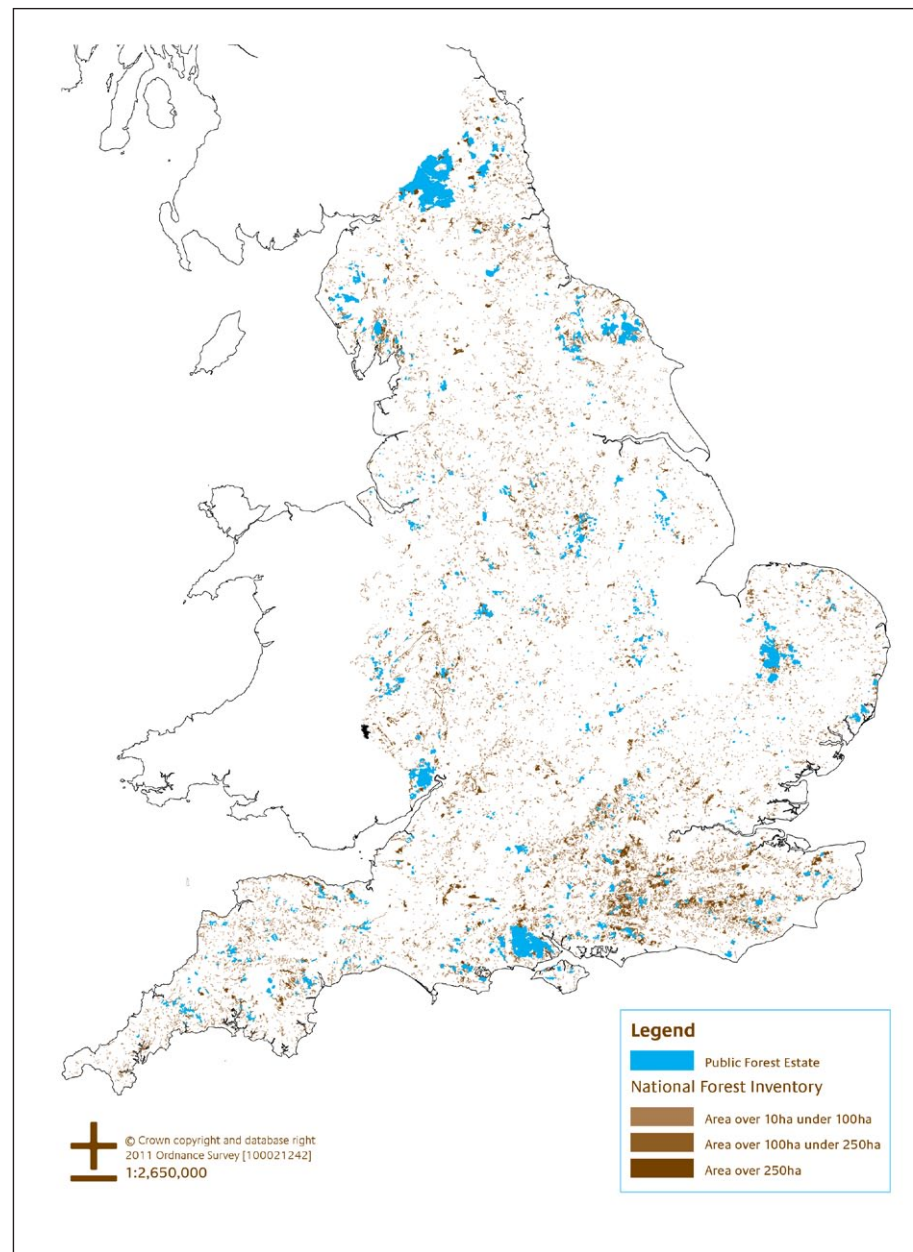 Legend
Public Forest Estate
National Forest Inventory
Area over 10ha under 100ha
Area over 100ha under 250ha
Area over 250ha
© Crown copyright and database right
2011 Ordnance Survey [100021242]
1:2,650,000